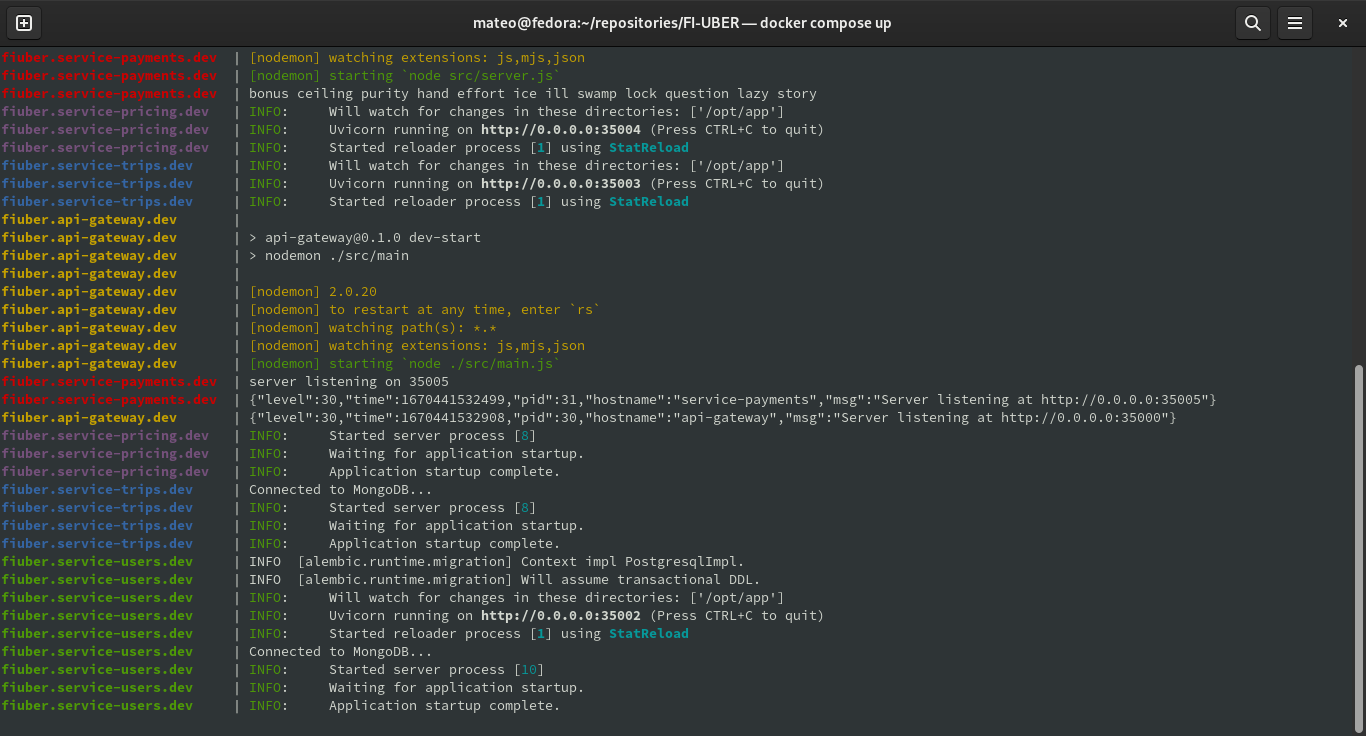 mateo@fedora:~/repositories/FI-UBER — docker compose up
fiuber.service-payments.dev | [nodemon] watching extensions: js,mjs,json
fiuber.service-payments.dev | [nodemon] starting `node src/server.js`
fiuber.service-payments.dev | bonus ceiling purity hand effort ice ill swamp lock question lazy story
fiuber.service-pricing.dev | INFO: Will watch for changes in these directories: ['/opt/app']
fiuber.service-pricing.dev | INFO: Uvicorn running on http://0.0.0.0:35004 (Press CTRL+C to quit)
fiuber.service-pricing.dev | INFO: Started reloader process [1] using StatReload
fiuber.service-trips.dev | INFO: Will watch for changes in these directories: ['/opt/app']
fiuber.service-trips.dev | INFO: Uvicorn running on http://0.0.0.0:35003 (Press CTRL+C to quit)
fiuber.service-trips.dev | INFO: Started reloader process [1] using StatReload
fiuber.api-gateway.dev |
fiuber.api-gateway.dev | > api-gateway@0.1.0 dev-start
fiuber.api-gateway.dev | > nodemon ./src/main
fiuber.api-gateway.dev |
fiuber.api-gateway.dev | [nodemon] 2.0.20
fiuber.api-gateway.dev | [nodemon] to restart at any time, enter `rs`
fiuber.api-gateway.dev | [nodemon] watching path(s): *.*
fiuber.api-gateway.dev | [nodemon] watching extensions: js,mjs,json
fiuber.api-gateway.dev | [nodemon] starting `node ./src/main.js`
fiuber.service-payments.dev | server listening on 35005
fiuber.service-payments.dev | {"level":30,"time":1670441532499,"pid":31,"hostname":"service-payments","msg":"Server listening at http://0.0.0.0:35005"}
fiuber.api-gateway.dev | {"level":30,"time":1670441532908,"pid":30,"hostname":"api-gateway","msg":"Server listening at http://0.0.0.0:35000"}
fiuber.service-pricing.dev | INFO: Started server process [8]
fiuber.service-pricing.dev | INFO: Waiting for application startup.
fiuber.service-pricing.dev | INFO: Application startup complete.
fiuber.service-trips.dev | Connected to MongoDB...
fiuber.service-trips.dev | INFO: Started server process [8]
fiuber.service-trips.dev | INFO: Waiting for application startup.
fiuber.service-trips.dev | INFO: Application startup complete.
fiuber.service-users.dev | INFO [alembic.runtime.migration] Context impl PostgresqlImpl.
fiuber.service-users.dev | INFO [alembic.runtime.migration] Will assume transactional DDL.
fiuber.service-users.dev | INFO: Will watch for changes in these directories: ['/opt/app']
fiuber.service-users.dev | INFO: Uvicorn running on http://0.0.0.0:35002 (Press CTRL+C to quit)
fiuber.service-users.dev | INFO: Started reloader process [1] using StatReload
fiuber.service-users.dev | Connected to MongoDB...
fiuber.service-users.dev | INFO: Started server process [10]
fiuber.service-users.dev | INFO: Waiting for application startup.
fiuber.service-users.dev | INFO: Application startup complete.